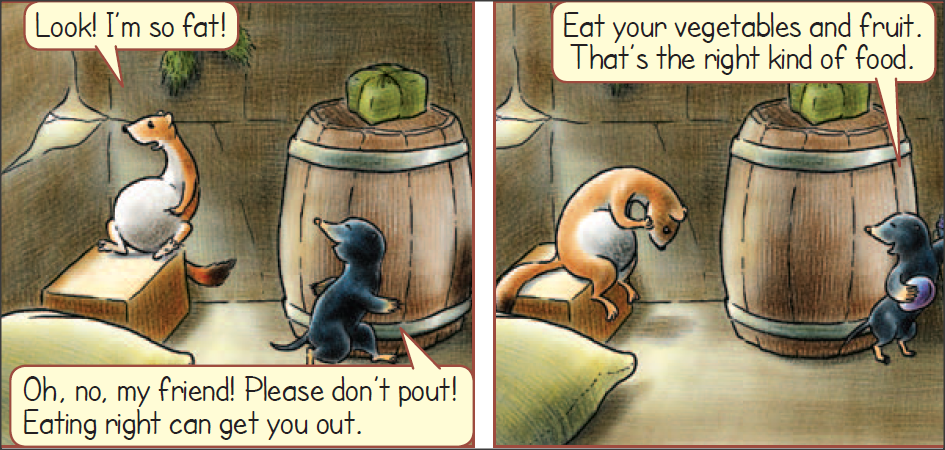 Look! I'm so fat!
Oh, no, my friend! Please don't pout!
Eating right can get you out.
Eat your vegetables and fruit.
That's the right kind of food.